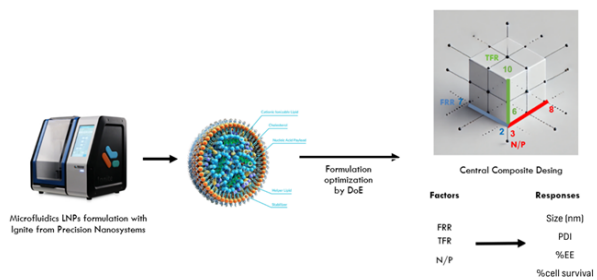 Microfluidics LNPs formulation with
Ignite from Precision Nanosystems
Cholesterol
Formulation
optimization
by DoE
TFR
10
FRR
7
6
8
2
3
N/P
Central Composite Desing
Factors
Responses
FRR
TFR
N/P
Size (nm)
PDI
%EE
%cell survival